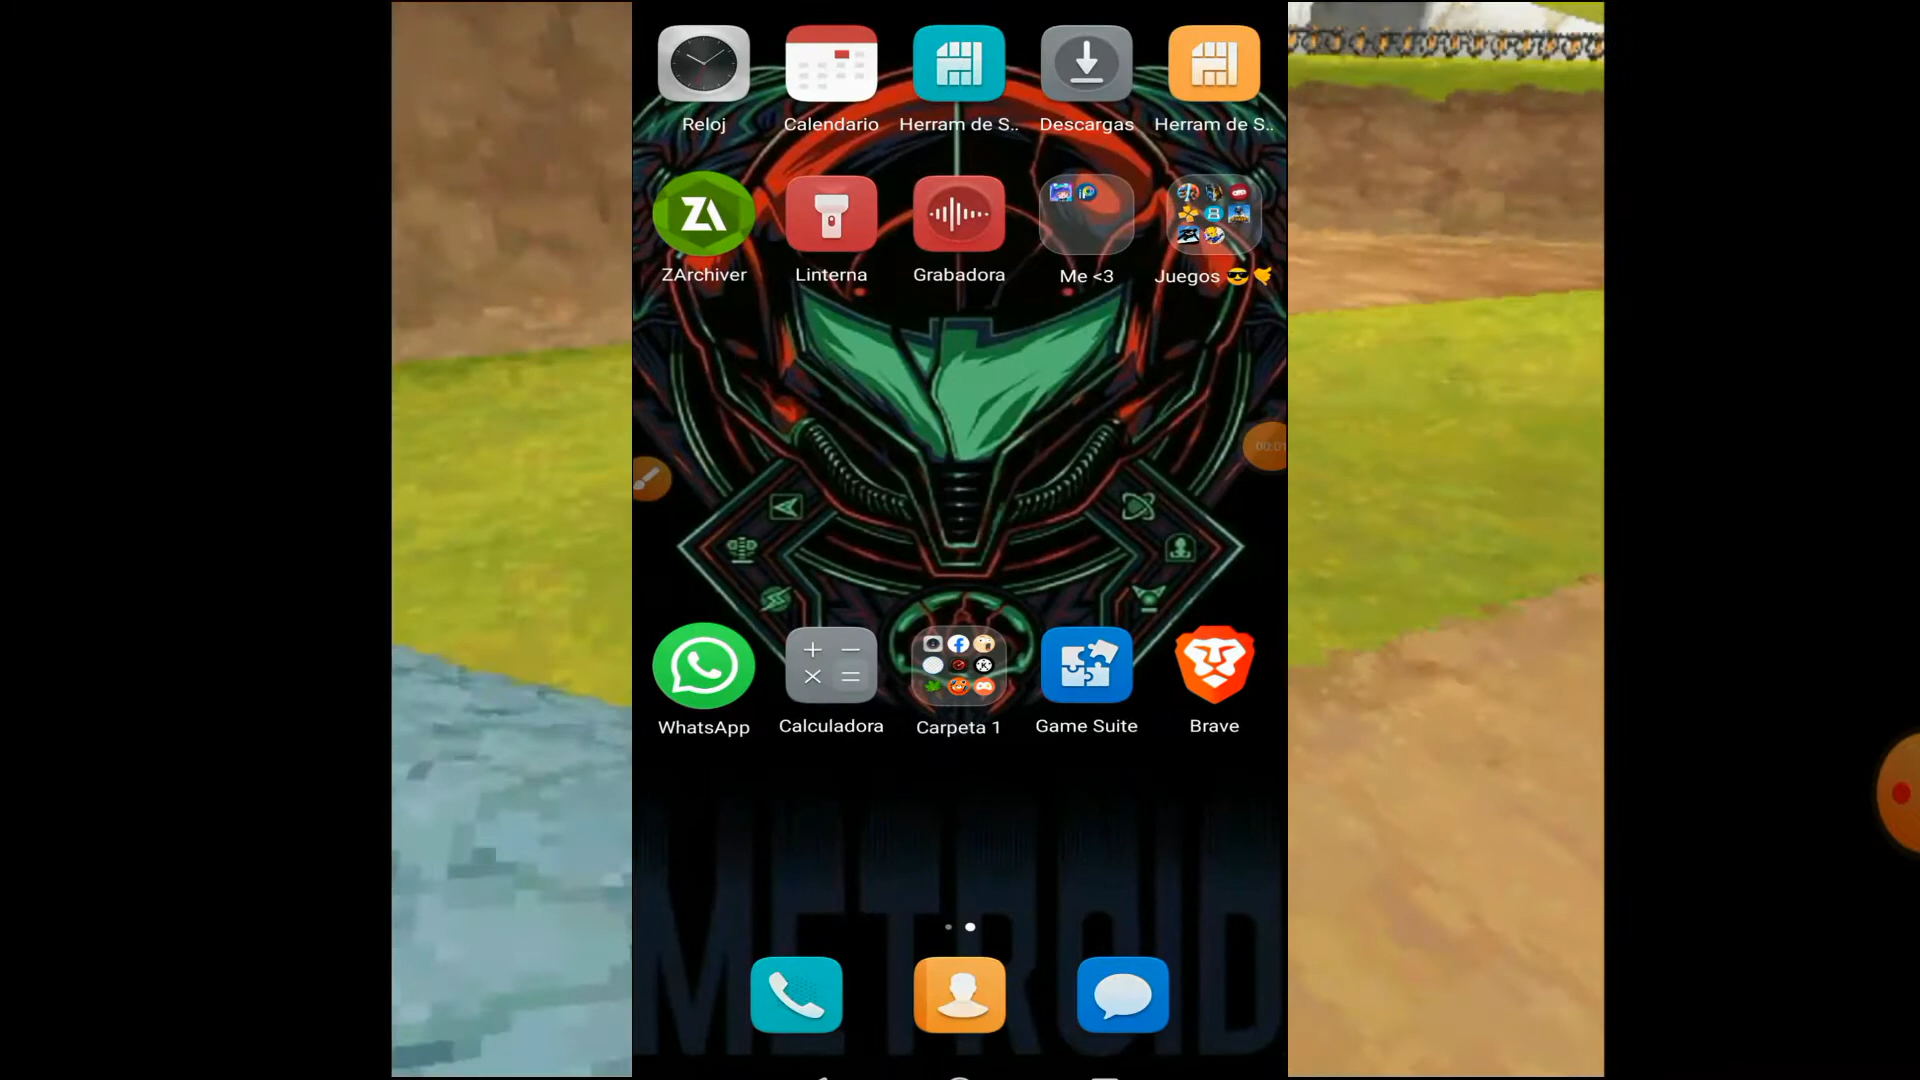 Reloj
Calendario
Herram de S..
Descargas
Herram de S..
ZA
ZArchiver
Linterna
Grabadora
Me <3
Juegos 😎🤙
WhatsApp
Calculadora
Carpeta 1
Game Suite
Brave
METROID